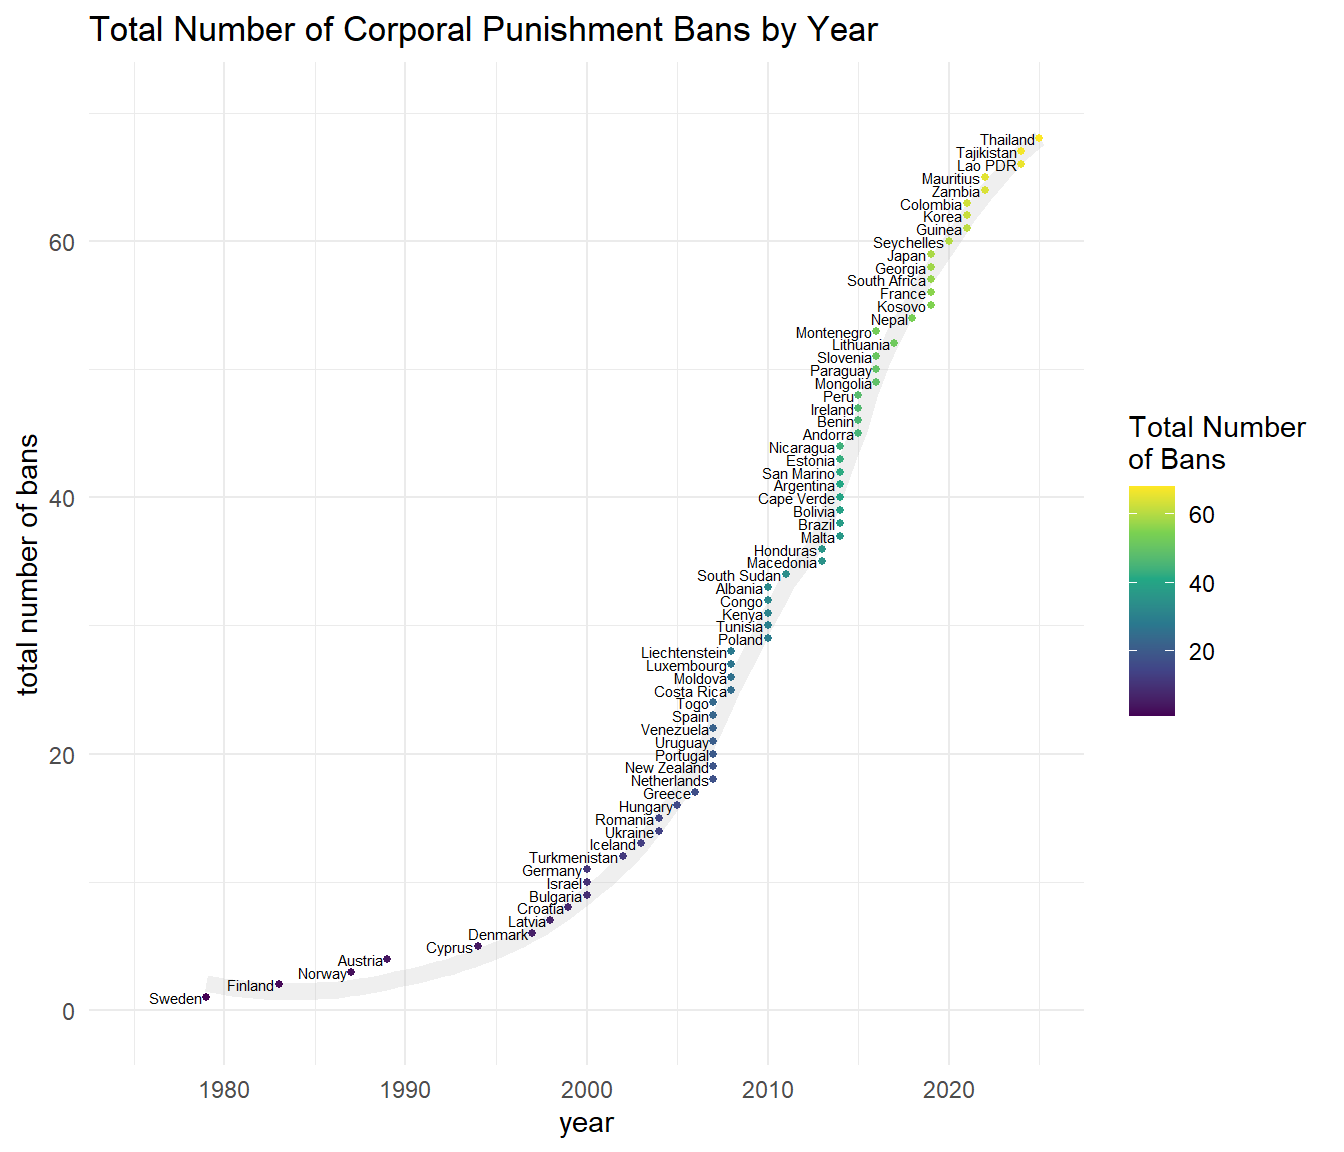 Total Number of Corporal Punishment Bans by Year
total number of bans
60
40
20
0
Thailand
Tajikistan
Lao PDR
Mauritius
Zambia
Colombia
Korea
Guinea
Seychelles
Japan
Georgia
South Africa
France
Kosovo
Nepal
Montenegro
Lithuania
Slovenia
Paraguay
Mongolia
Peru
Ireland
Benin
Andorra
Nicaragua
Estonia
San Marino
Argentina
Cape Verde
Bolivia
Brazil
Malta
Honduras
Macedonia
South Sudan
Albania
Congo
Kenya
Tunisia
Poland
Liechtenstein
Luxembourg
Moldova
Costa Rica
Togo
Spain
Venezuela
Uruguay
Portugal
New Zealand
Netherlands
Greece
Hungary
Romania
Ukraine
Iceland
Turkmenistan
Germany
Israel
Bulgaria
Croatia
Latvia
Denmark
Cyprus
Austria
Norway
Finland
Sweden
1980
1990
2000
2010
2020
year
Total Number
of Bans
60
40
20